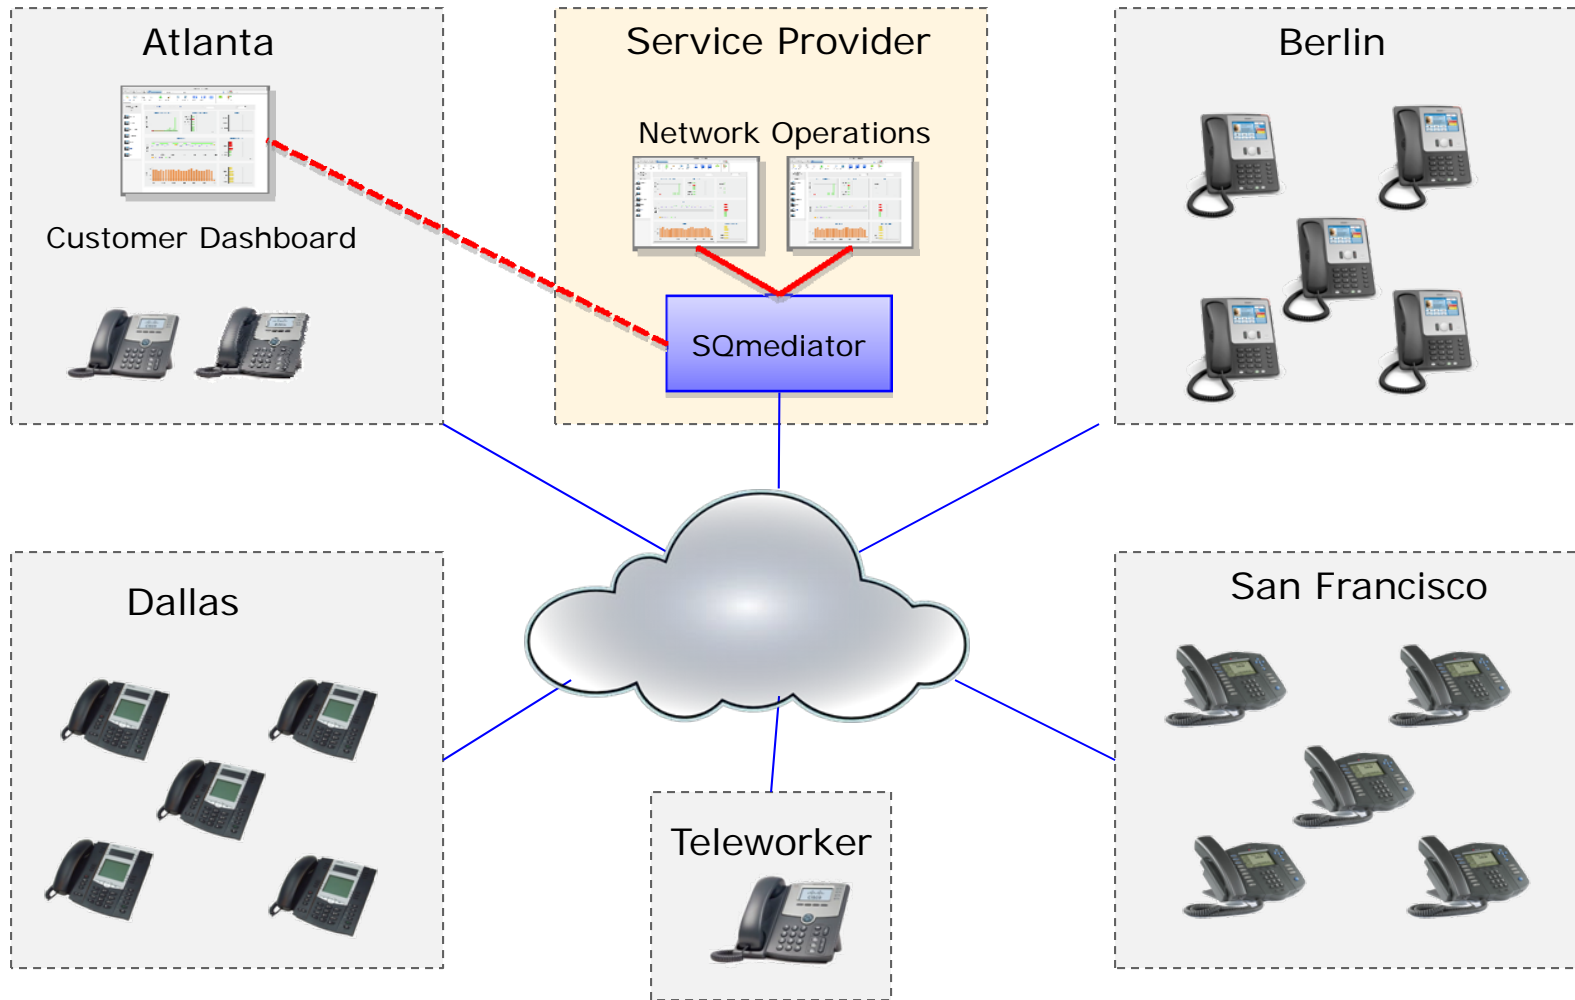 Atlanta
Service Provider
Berlin
Network Operations
Customer Dashboard
SQmediator
Dallas
San Francisco
Teleworker